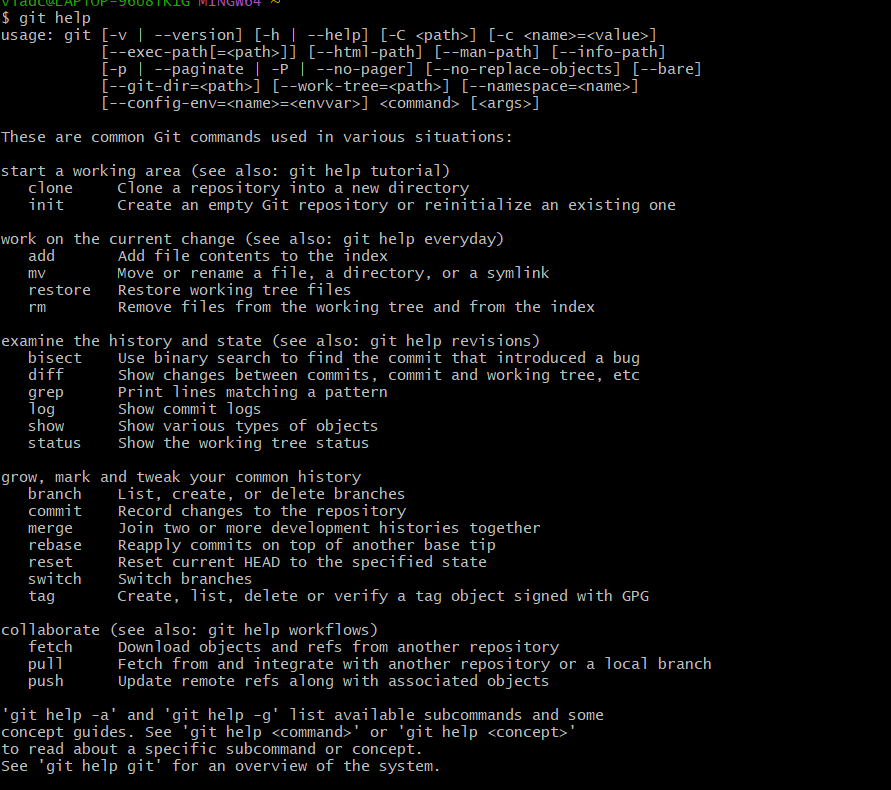 MINGW64 ~
$ git help
usage: git [-v | --version] [-h | --help] [-C <path>] [-c <name>=<value>]
           [--exec-path[=<path>]] [--html-path] [--man-path] [--info-path]
           [-p | --paginate | -P | --no-pager] [--no-replace-objects] [--bare]
           [--git-dir=<path>] [--work-tree=<path>] [--namespace=<name>]
           [--config-env=<name>=<envvar>] <command> [<args>]

These are common Git commands used in various situations:

start a working area (see also: git help tutorial)
   clone     Clone a repository into a new directory
   init      Create an empty Git repository or reinitialize an existing one

work on the current change (see also: git help everyday)
   add       Add file contents to the index
   mv        Move or rename a file, a directory, or a symlink
   restore   Restore working tree files
   rm        Remove files from the working tree and from the index

examine the history and state (see also: git help revisions)
   bisect    Use binary search to find the commit that introduced a bug
   diff      Show changes between commits, commit and working tree, etc
   grep      Print lines matching a pattern
   log       Show commit logs
   show      Show various types of objects
   status    Show the working tree status

grow, mark and tweak your common history
   branch    List, create, or delete branches
   commit    Record changes to the repository
   merge     Join two or more development histories together
   rebase    Reapply commits on top of another base tip
   reset     Reset current HEAD to the specified state
   switch    Switch branches
   tag       Create, list, delete or verify a tag object signed with GPG

collaborate (see also: git help workflows)
   fetch     Download objects and refs from another repository
   pull      Fetch from and integrate with another repository or a local branch
   push      Update remote refs along with associated objects

'git help -a' and 'git help -g' list available subcommands and some
concept guides. See 'git help <command>' or 'git help <concept>'
to read about a specific subcommand or concept.
See 'git help git' for an overview of the system.